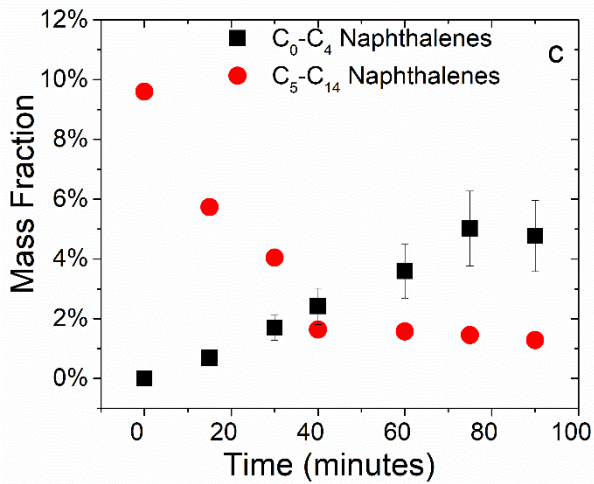 12%
C₀-C₄ Naphthalenes
c
C₅-C₁₄ Naphthalenes
10%
8%
6%
4%
2%
0%
Mass Fraction
0 20 40 60 80 100
Time (minutes)